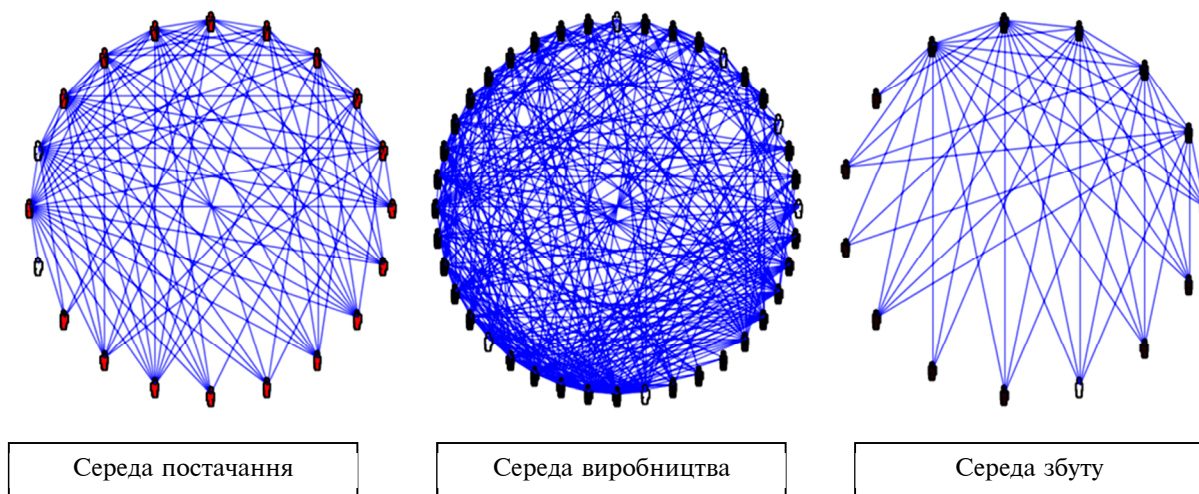 Середа постачання
Середа виробництва
Середа збуту